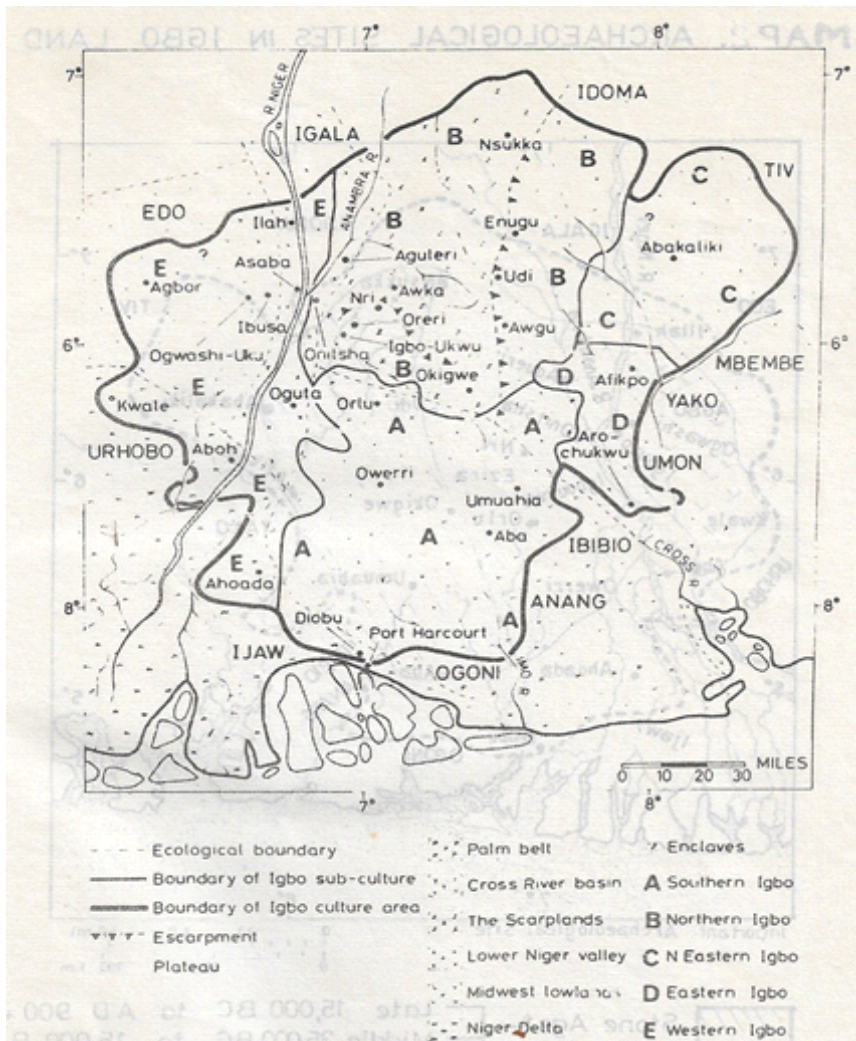 MAP2. ARCHAEOLOGICAL SITES IN IGBO LAND
7°
8°
7°
7°
R NIGER
IDOMA
IGALA
B
Nsukka
B
C
TIV
EDO
E
ANAMBRA R.
B
?
Ilah
Enugu
Abakaliki
Aguleri
E
?
Asaba
Udi
B
Agbor
Nri
Awka
C
Ibusa
Oreri
Awgu
C
6°
6°
Ogwashi-Uku
Onitsha
Igbo-Ukwu
MBEMBE
B
Okigwe
D
Afikpo
E
Oguta
Orlu
YAKO
Kwale
A
A
D
Aro-
chukwu
URHOBO
Aboh
UMON
Owerri
E
Umuahia
A
A
Aba
IBIBIO
CROSS R
E
Ahoada
8°
8°
ANANG
Diobu
A
Port Harcourt
IJAW
OGONI
IMO R
MILES
0 10 20 30
7°
8°
Ecological boundary
Boundary of Igbo sub-culture
Boundary of Igbo culture area
Escarpment
Plateau
Palm belt
Cross River basin
The Scarplands
Lower Niger valley
Midwest lowlands
Niger Delta
Enclaves
A Southern Igbo
B Northern Igbo
C N Eastern Igbo
D Eastern Igbo
E Western Igbo